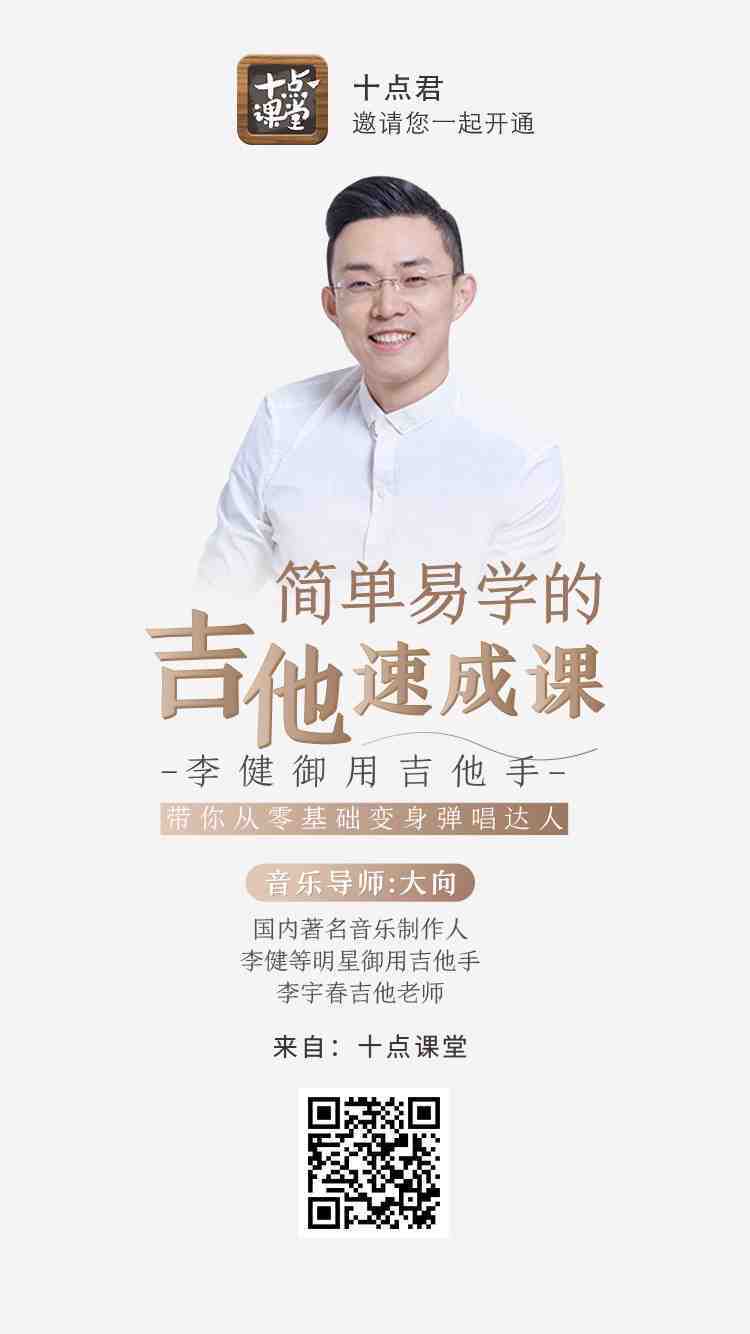 十点
课堂
十点君
邀请您一起开通
简单易学的
吉他速成课
-李健御用吉他手-
带你从零基础变身弹唱达人
音乐导师:大向
国内著名音乐制作人
李健等明星御用吉他手
李宇春吉他老师
来自：十点课堂